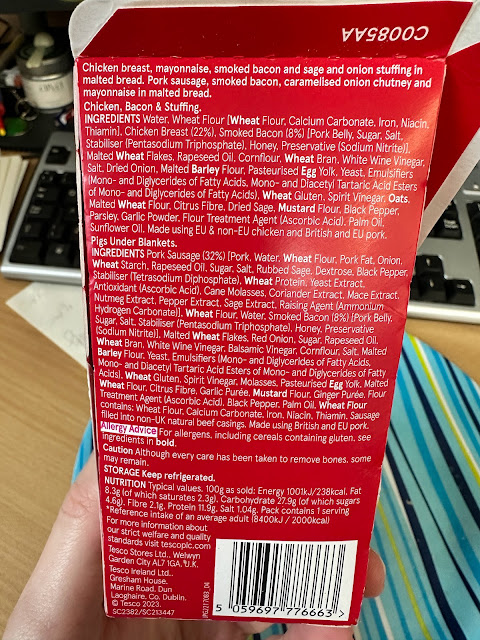 C0085AA
Chicken breast, mayonnaise, smoked bacon and sage and onion stuffing in
malted bread. Pork sausage, smoked bacon, caramelised onion chutney and
mayonnaise in malted bread.
Chicken, Bacon & Stuffing.
INGREDIENTS Water, Wheat Flour [Wheat Flour, Calcium Carbonate, Iron, Niacin,
Thiamin], Chicken Breast (22%), Smoked Bacon (8%) [Pork Belly, Sugar, Salt,
Stabiliser (Pentasodium Triphosphate), Honey, Preservative (Sodium Nitrite)],
Malted Wheat Flakes, Rapeseed Oil, Cornflour, Wheat Bran, White Wine Vinegar,
Salt, Dried Onion, Malted Barley Flour, Pasteurised Egg Yolk, Yeast, Emulsifiers
(Mono- and Diglycerides of Fatty Acids, Mono- and Diacetyl Tartaric Acid Esters
of Mono- and Diglycerides of Fatty Acids), Wheat Gluten, Spirit Vinegar, Oats,
Malted Wheat Flour, Citrus Fibre, Dried Sage, Mustard Flour, Black Pepper,
Parsley, Garlic Powder, Flour Treatment Agent (Ascorbic Acid), Palm Oil,
Sunflower Oil. Made using EU & non-EU chicken and British and EU pork.
Pigs Under Blankets.
INGREDIENTS Pork Sausage (32%) [Pork, Water, Wheat Flour, Pork Fat, Onion,
Wheat Starch, Rapeseed Oil, Sugar, Salt, Rubbed Sage, Dextrose, Black Pepper,
Stabiliser (Tetrasodium Diphosphate), Wheat Protein, Yeast Extract,
Antioxidant (Ascorbic Acid), Cane Molasses, Coriander Extract, Mace Extract,
Nutmeg Extract, Pepper Extract, Sage Extract, Raising Agent (Ammonium
Hydrogen Carbonate)], Wheat Flour, Water, Smoked Bacon (8%) [Pork Belly,
Sugar, Salt, Stabiliser (Pentasodium Triphosphate), Honey, Preservative
(Sodium Nitrite)], Malted Wheat Flakes, Red Onion, Sugar, Rapeseed Oil,
Wheat Bran, White Wine Vinegar, Balsamic Vinegar, Cornflour, Salt, Malted
Barley Flour, Yeast, Emulsifiers (Mono- and Diglycerides of Fatty Acids,
Mono- and Diacetyl Tartaric Acid Esters of Mono- and Diglycerides of Fatty
Acids), Wheat Gluten, Spirit Vinegar, Molasses, Pasteurised Egg Yolk, Malted
Wheat Flour, Citrus Fibre, Garlic Purée, Mustard Flour, Ginger Purée, Flour
Treatment Agent (Ascorbic Acid), Black Pepper, Palm Oil. Wheat Flour
contains: Wheat Flour, Calcium Carbonate, Iron, Niacin, Thiamin. Sausage
filled into non-UK natural beef casings. Made using British and EU pork.
Allergy Advice For allergens, including cereals containing gluten, see
ingredients in bold.
Caution Although every care has been taken to remove bones, some
may remain.
STORAGE Keep refrigerated.
NUTRITION Typical values, 100g as sold: Energy 1001kJ/238kcal, Fat
8.3g (of which saturates 2.3g), Carbohydrate 27.9g (of which sugars
4.6g), Fibre 2.1g, Protein 11.9g, Salt 1.04g. Pack contains 1 serving
*Reference intake of an average adult (8400kJ / 2000kcal)
For more information about
our strict welfare and quality
standards visit tescoplc.com
Tesco Stores Ltd., Welwyn
Garden City AL7 1GA, U.K.
Tesco Ireland Ltd.,
Gresham House,
Marine Road, Dun
Laoghaire, Co. Dublin.
© Tesco 2023.
SC2382/SC213447
5 059697 776663 >